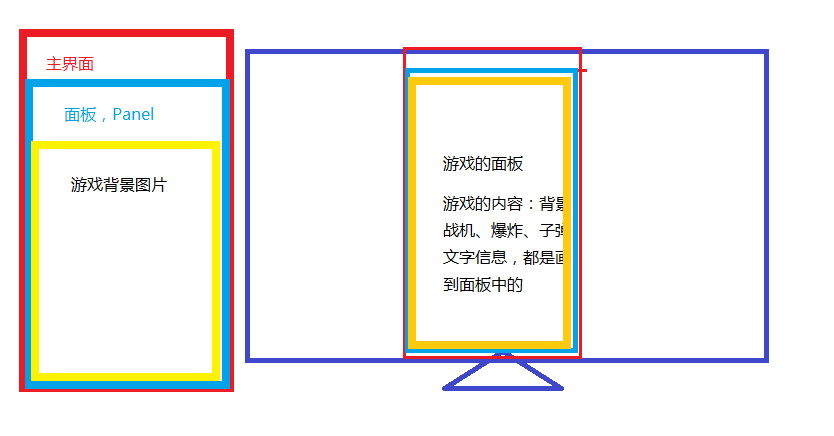 主界面
面板，Panel
游戏背景图片
游戏的面板
游戏的内容：背
战机、爆炸、子
文字信息，都是
到面板中的